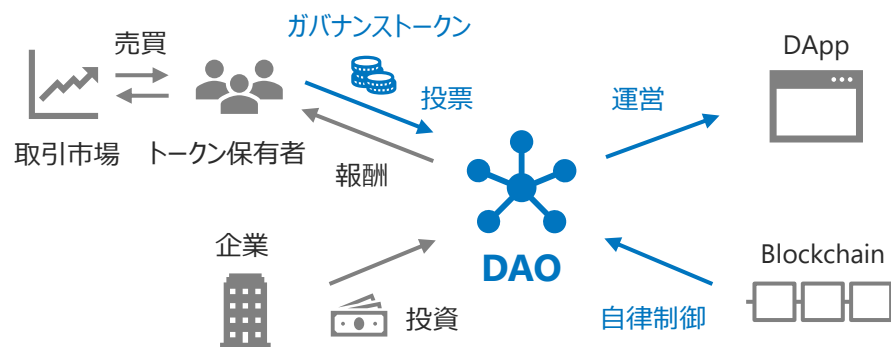 ガバナンストークン
売買
DApp
投票
運営
取引市場
トークン保有者
報酬
企業
DAO
Blockchain
投資
自律制御